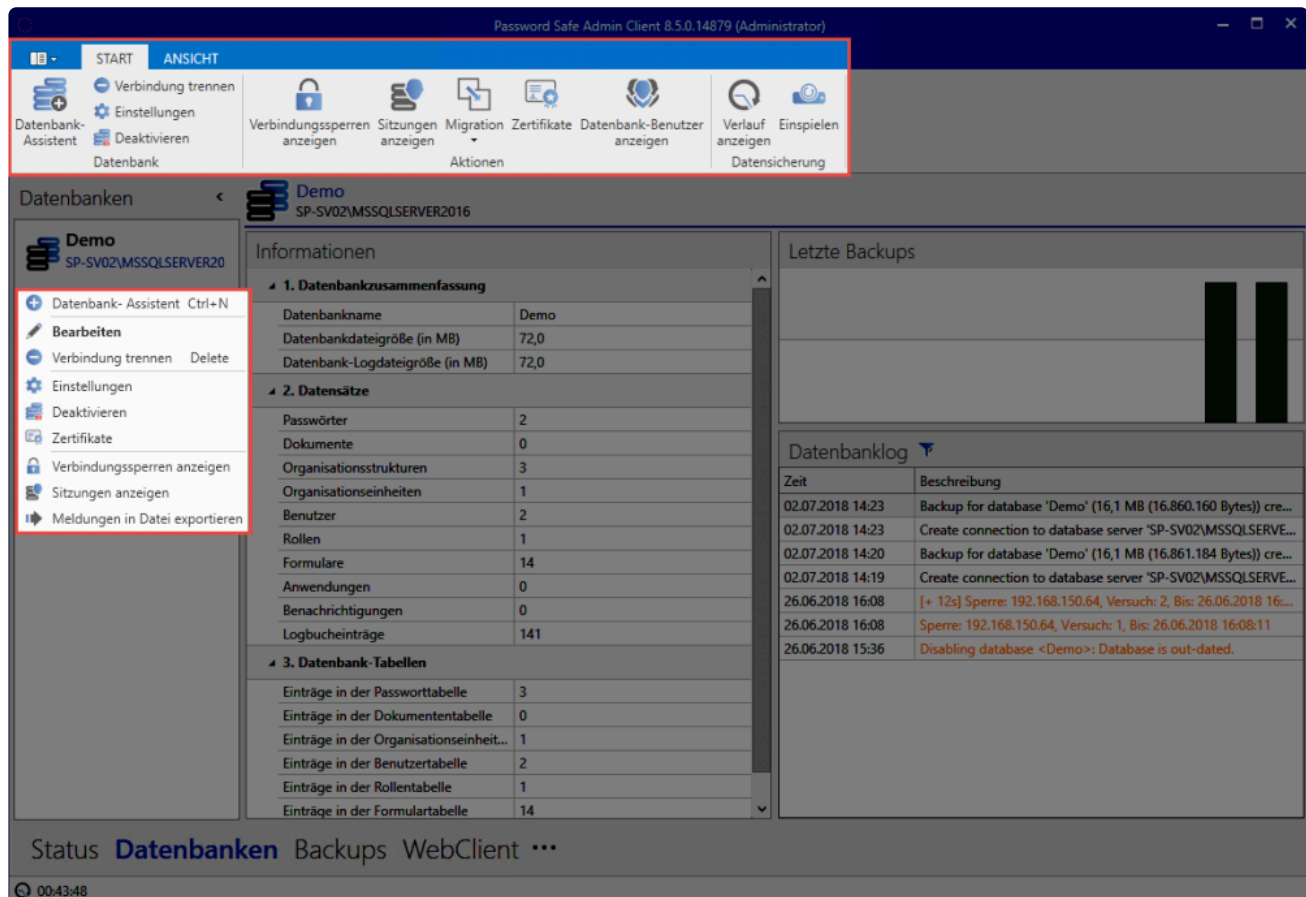 Password Safe Admin Client 8.5.0.14879 (Administrator)
START ANSICHT
Datenbank-
Assistent
Verbindung trennen
Einstellungen
Deaktivieren
Datenbank
Verbindungssperren
anzeigen
Sitzungen
anzeigen
Migration
Zertifikate
Datenbank-Benutzer
anzeigen
Aktionen
Verlauf
anzeigen
Einspielen
Datensicherung
Datenbanken
Demo
SP-SV02\MSSQLSERVER20
Datenbank- Assistent Ctrl+N
Bearbeiten
Verbindung trennen Delete
Einstellungen
Deaktivieren
Zertifikate
Verbindungssperren anzeigen
Sitzungen anzeigen
Meldungen in Datei exportieren
Demo
SP-SV02\MSSQLSERVER2016
Informationen
1. Datenbankzusammenfassung
Datenbankname Demo
Datenbankdateigröße (in MB) 72,0
Datenbank-Logdateigröße (in MB) 72,0
2. Datensätze
Passwörter 2
Dokumente 0
Organisationsstrukturen 3
Organisationseinheiten 1
Benutzer 2
Rollen 1
Formulare 14
Anwendungen 0
Benachrichtigungen 0
Logbucheinträge 141
3. Datenbank-Tabellen
Einträge in der Passworttabelle 3
Einträge in der Dokumententabelle 0
Einträge in der Organisationseinheit... 1
Einträge in der Benutzertabelle 2
Einträge in der Rollentabelle 1
Einträge in der Formulartabelle 14
Letzte Backups
Datenbanklog
Zeit Beschreibung
02.07.2018 14:23 Backup for database 'Demo' (16,1 MB (16.860.160 Bytes)) cre...
02.07.2018 14:23 Create connection to database server 'SP-SV02\MSSQLSERVE...
02.07.2018 14:20 Backup for database 'Demo' (16,1 MB (16.861.184 Bytes)) cre...
02.07.2018 14:19 Create connection to database server 'SP-SV02\MSSQLSERVE...
26.06.2018 16:08 [+ 12s] Sperre: 192.168.150.64, Versuch: 2, Bis: 26.06.2018 16:...
26.06.2018 16:08 Sperre: 192.168.150.64, Versuch: 1, Bis: 26.06.2018 16:08:11
26.06.2018 15:36 Disabling database <Demo>: Database is out-dated.
Status Datenbanken Backups WebClient ...
00:43:48